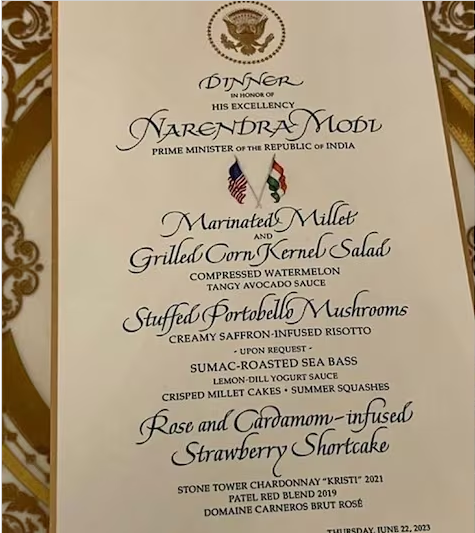 DINNER
IN HONOR OF
HIS EXCELLENCY
NARENDRA MODI
PRIME MINISTER OF THE REPUBLIC OF INDIA
Marinated Millet
AND
Grilled Corn Kernel Salad
COMPRESSED WATERMELON
TANGY AVOCADO SAUCE
Stuffed Portobello Mushrooms
CREAMY SAFFRON-INFUSED RISOTTO
- UPON REQUEST -
SUMAC-ROASTED SEA BASS
LEMON-DILL YOGURT SAUCE
CRISPED MILLET CAKES • SUMMER SQUASHES
Rose and Cardamom-infused
Strawberry Shortcake
STONE TOWER CHARDONNAY "KRISTI" 2021
PATEL RED BLEND 2019
DOMAINE CARNEROS BRUT ROSÉ
THURSDAY, JUNE 22, 2023